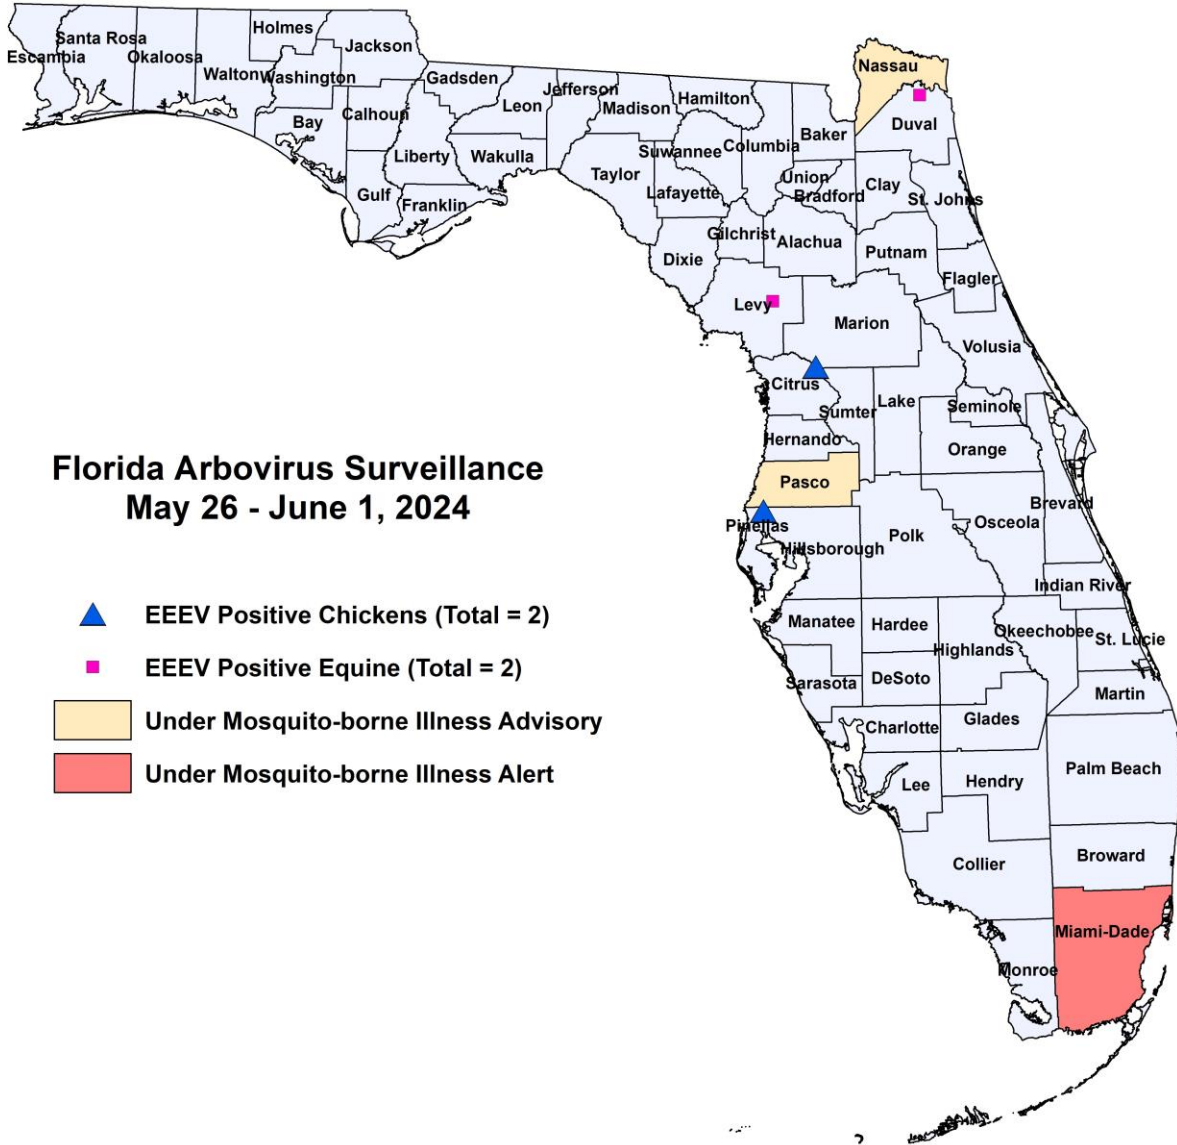 Holmes
Santa Rosa
Escambia
Okaloosa
Walton
Washington
Jackson
Bay
Calhoun
Gulf
Gadsden
Liberty
Franklin
Leon
Wakulla
Jefferson
Madison
Taylor
Hamilton
Suwannee
Lafayette
Columbia
Baker
Nassau
Duval
Union
Bradford
Clay
St. Johns
Gilchrist
Alachua
Putnam
Dixie
Flagler
Levy
Marion
Volusia
Citrus
Sumter
Lake
Seminole
Hernando
Orange
Pasco
Brevard
Pinellas
Hillsborough
Polk
Osceola
Indian River
Manatee
Hardee
Highlands
Okeechobee
St. Lucie
Sarasota
DeSoto
Martin
Charlotte
Glades
Lee
Hendry
Palm Beach
Collier
Broward
Miami-Dade
Monroe
Florida Arbovirus Surveillance
May 26 - June 1, 2024
EEEV Positive Chickens (Total = 2)
EEEV Positive Equine (Total = 2)
Under Mosquito-borne Illness Advisory
Under Mosquito-borne Illness Alert